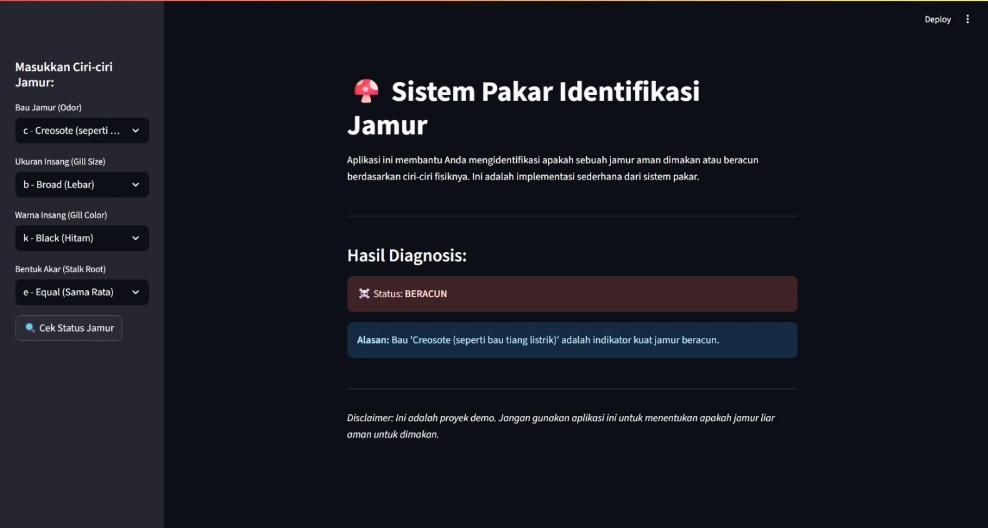 Deploy
Masukkan Ciri-ciri
Jamur:
Bau Jamur (Odor)
c - Creosote (seperti ...
Ukuran Insang (Gill Size)
b - Broad (Lebar)
Warna Insang (Gill Color)
k - Black (Hitam)
Bentuk Akar (Stalk Root)
e - Equal (Sama Rata)
Cek Status Jamur
Sistem Pakar Identifikasi
Jamur
Aplikasi ini membantu Anda mengidentifikasi apakah sebuah jamur aman dimakan atau beracun
berdasarkan ciri-ciri fisiknya. Ini adalah implementasi sederhana dari sistem pakar.
Hasil Diagnosis:
Status: BERACUN
Alasan: Bau 'Creosote (seperti bau tiang listrik)' adalah indikator kuat jamur beracun.
Disclaimer: Ini adalah proyek demo. Jangan gunakan aplikasi ini untuk menentukan apakah jamur liar
aman untuk dimakan.